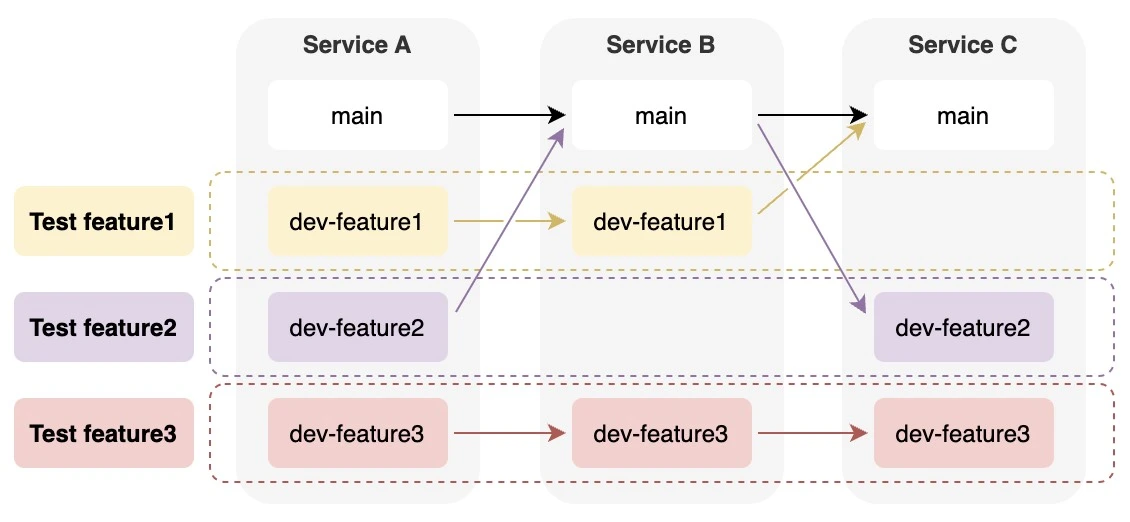 Service A
Service B
Service C
main
main
main
Test feature1
dev-feature1
dev-feature1
Test feature2
dev-feature2
dev-feature2
Test feature3
dev-feature3
dev-feature3
dev-feature3